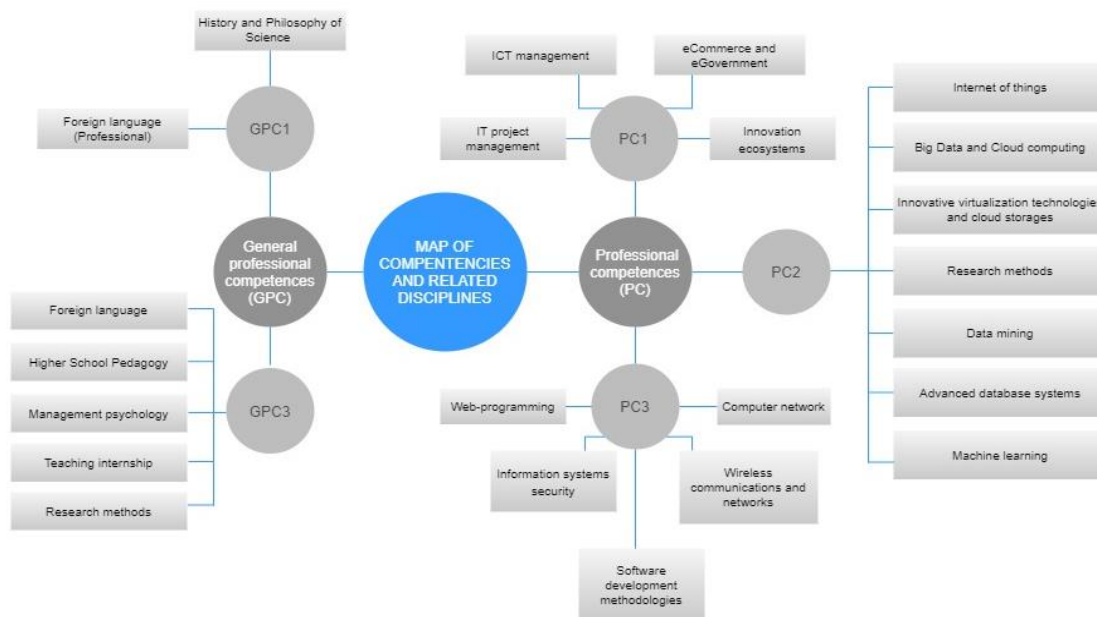 History and Philosophy of
Science
Foreign language
(Professional)
GPC1
General
professional
competences
(GPC)
Foreign language
Higher School Pedagogy
Management psychology
Teaching internship
Research methods
GPC3
MAP OF
COMPENTENCIES
AND RELATED
DISCIPLINES
ICT management
eCommerce and
eGovernment
IT project
management
PC1
Innovation
ecosystems
Professional
competences
(PC)
PC2
Internet of things
Big Data and Cloud computing
Innovative virtualization technologies
and cloud storages
Research methods
Data mining
Advanced database systems
Machine learning
Web-programming
PC3
Computer network
Information systems
security
Wireless
communications and
networks
Software
development
methodologies